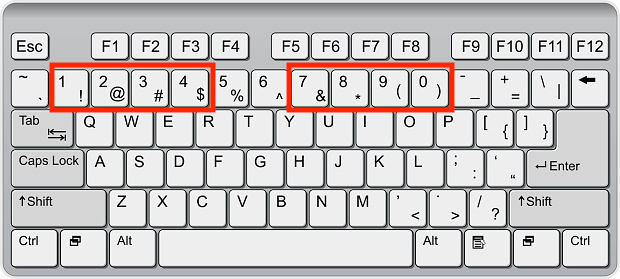 Esc F1 F2 F3 F4 F5 F6 F7 F8 F9 F10 F11 F12
~ ` 1 ! 2 @ 3 # 4 $ 5 % 6 ^ 7 & 8 * 9 ( 0 ) - _ + = \ |
Tab Q W E R T Y U I O P [ { ] }
Caps Lock A S D F G H J K L ; : ' “ Enter
Shift Z X C V B N M ' < . > / ? Shift
Ctrl Alt Alt Ctrl